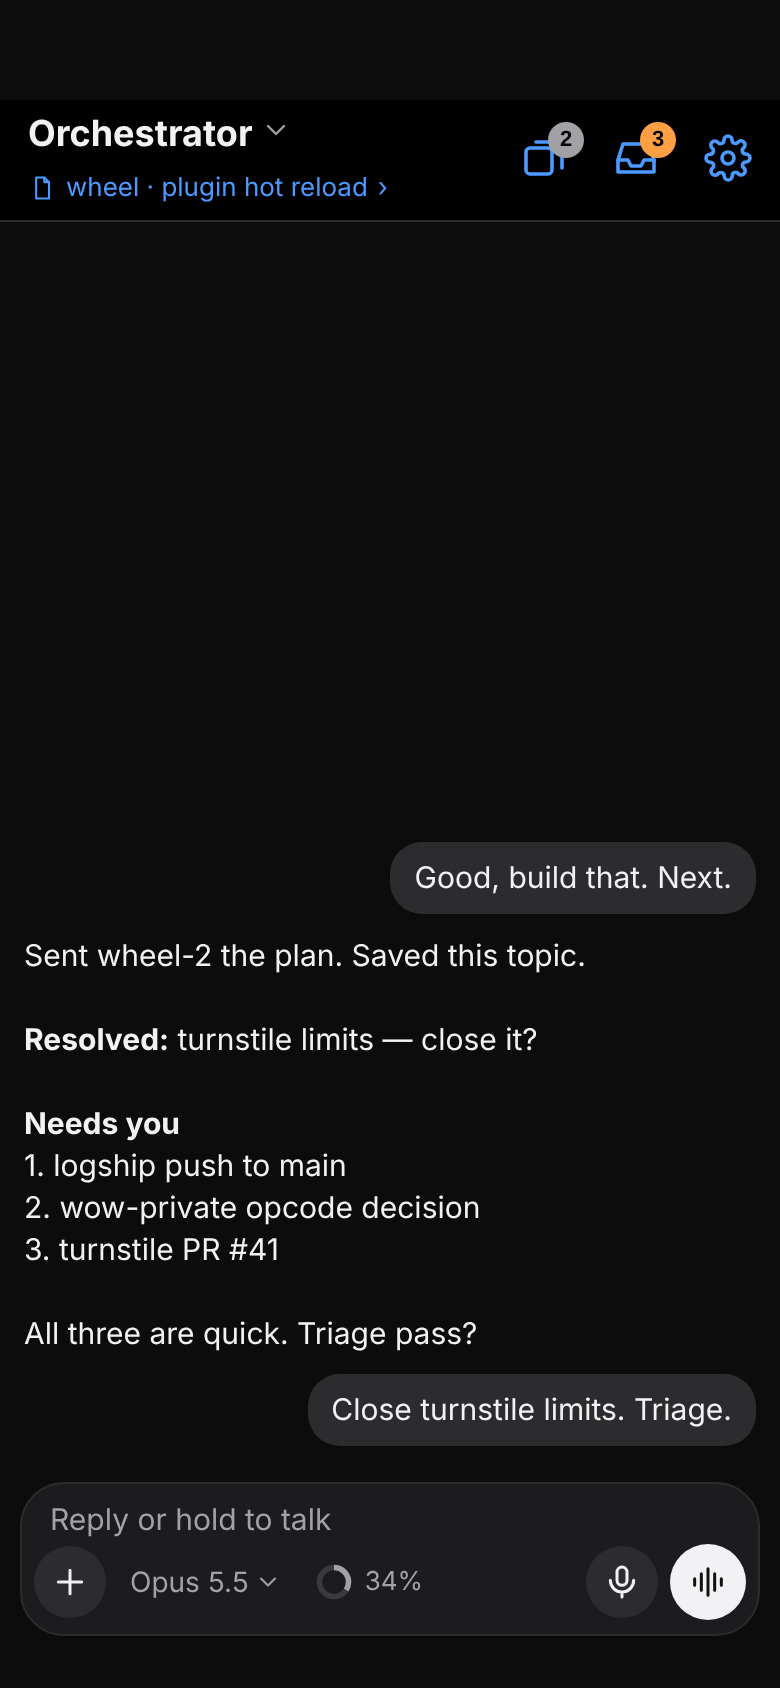 Orchestrator
2
3
wheel · plugin hot reload ›
Good, build that. Next.
Sent wheel-2 the plan. Saved this topic.
Resolved: turnstile limits — close it?
Needs you
1. logship push to main
2. wow-private opcode decision
3. turnstile PR #41
All three are quick. Triage pass?
Close turnstile limits. Triage.
Reply or hold to talk
Opus 5.5
34%